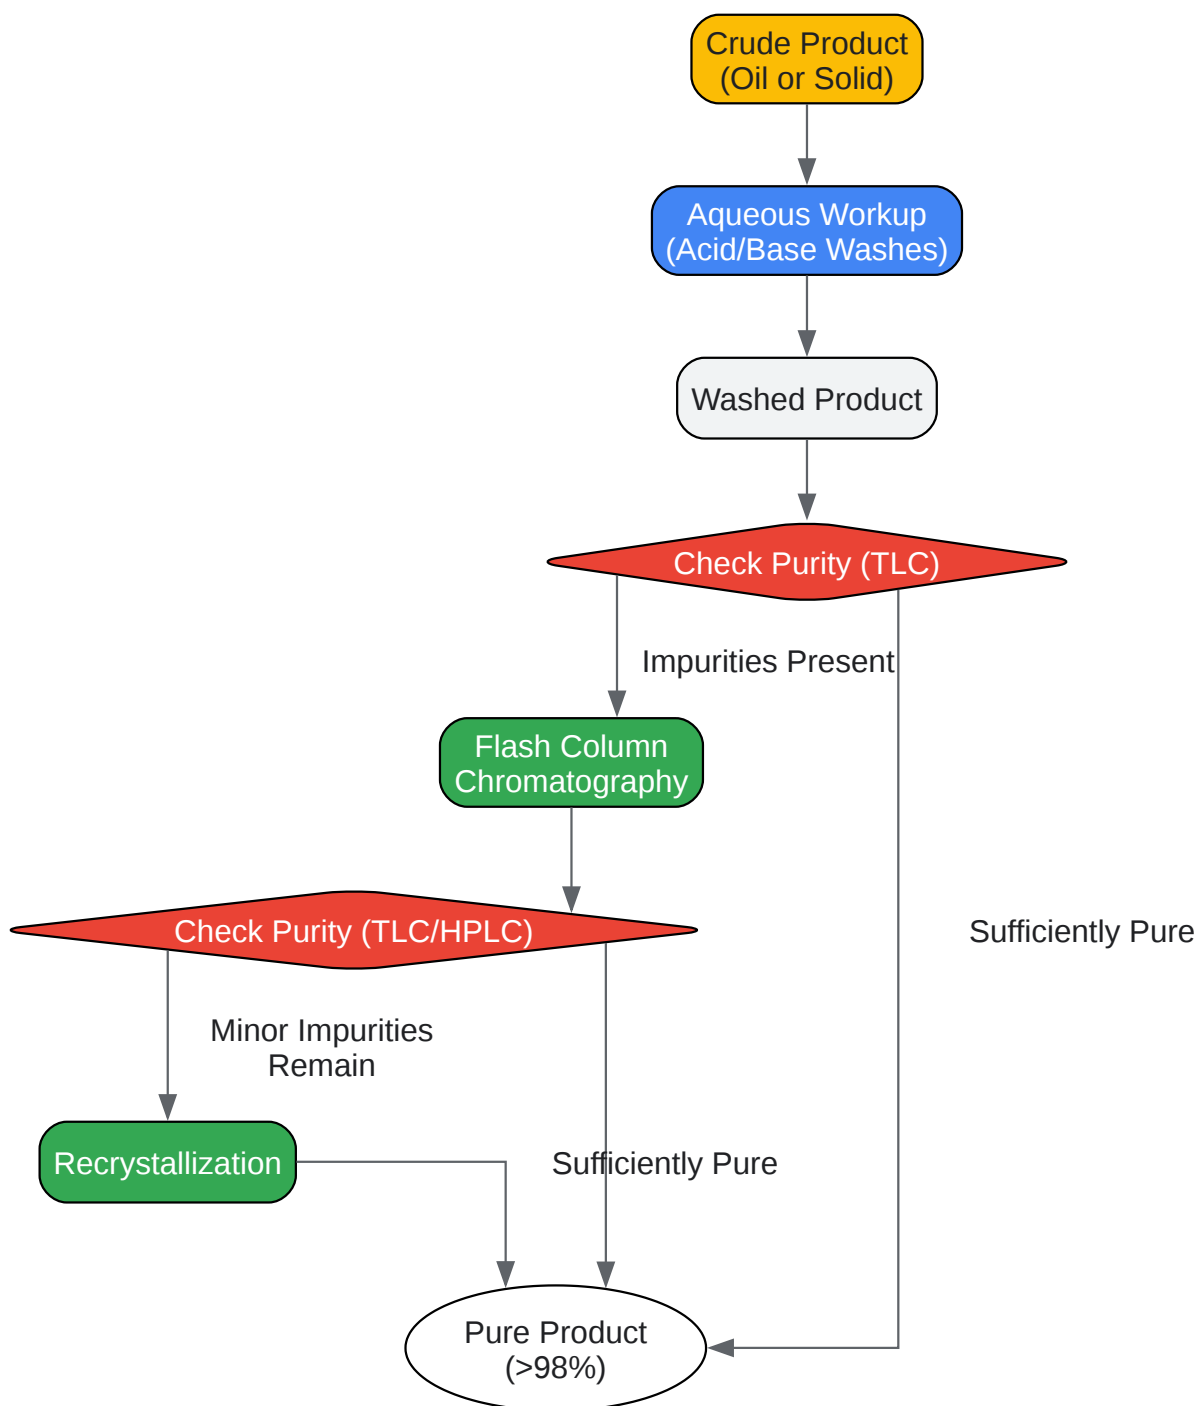 Crude Product
(Oil or Solid)
Aqueous Workup
(Acid/Base Washes)
Washed Product
Check Purity (TLC)
Impurities Present
Flash Column
Chromatography
Check Purity (TLC/HPLC)
Sufficiently Pure
Minor Impurities
Remain
Recrystallization
Sufficiently Pure
Pure Product
(>98%)